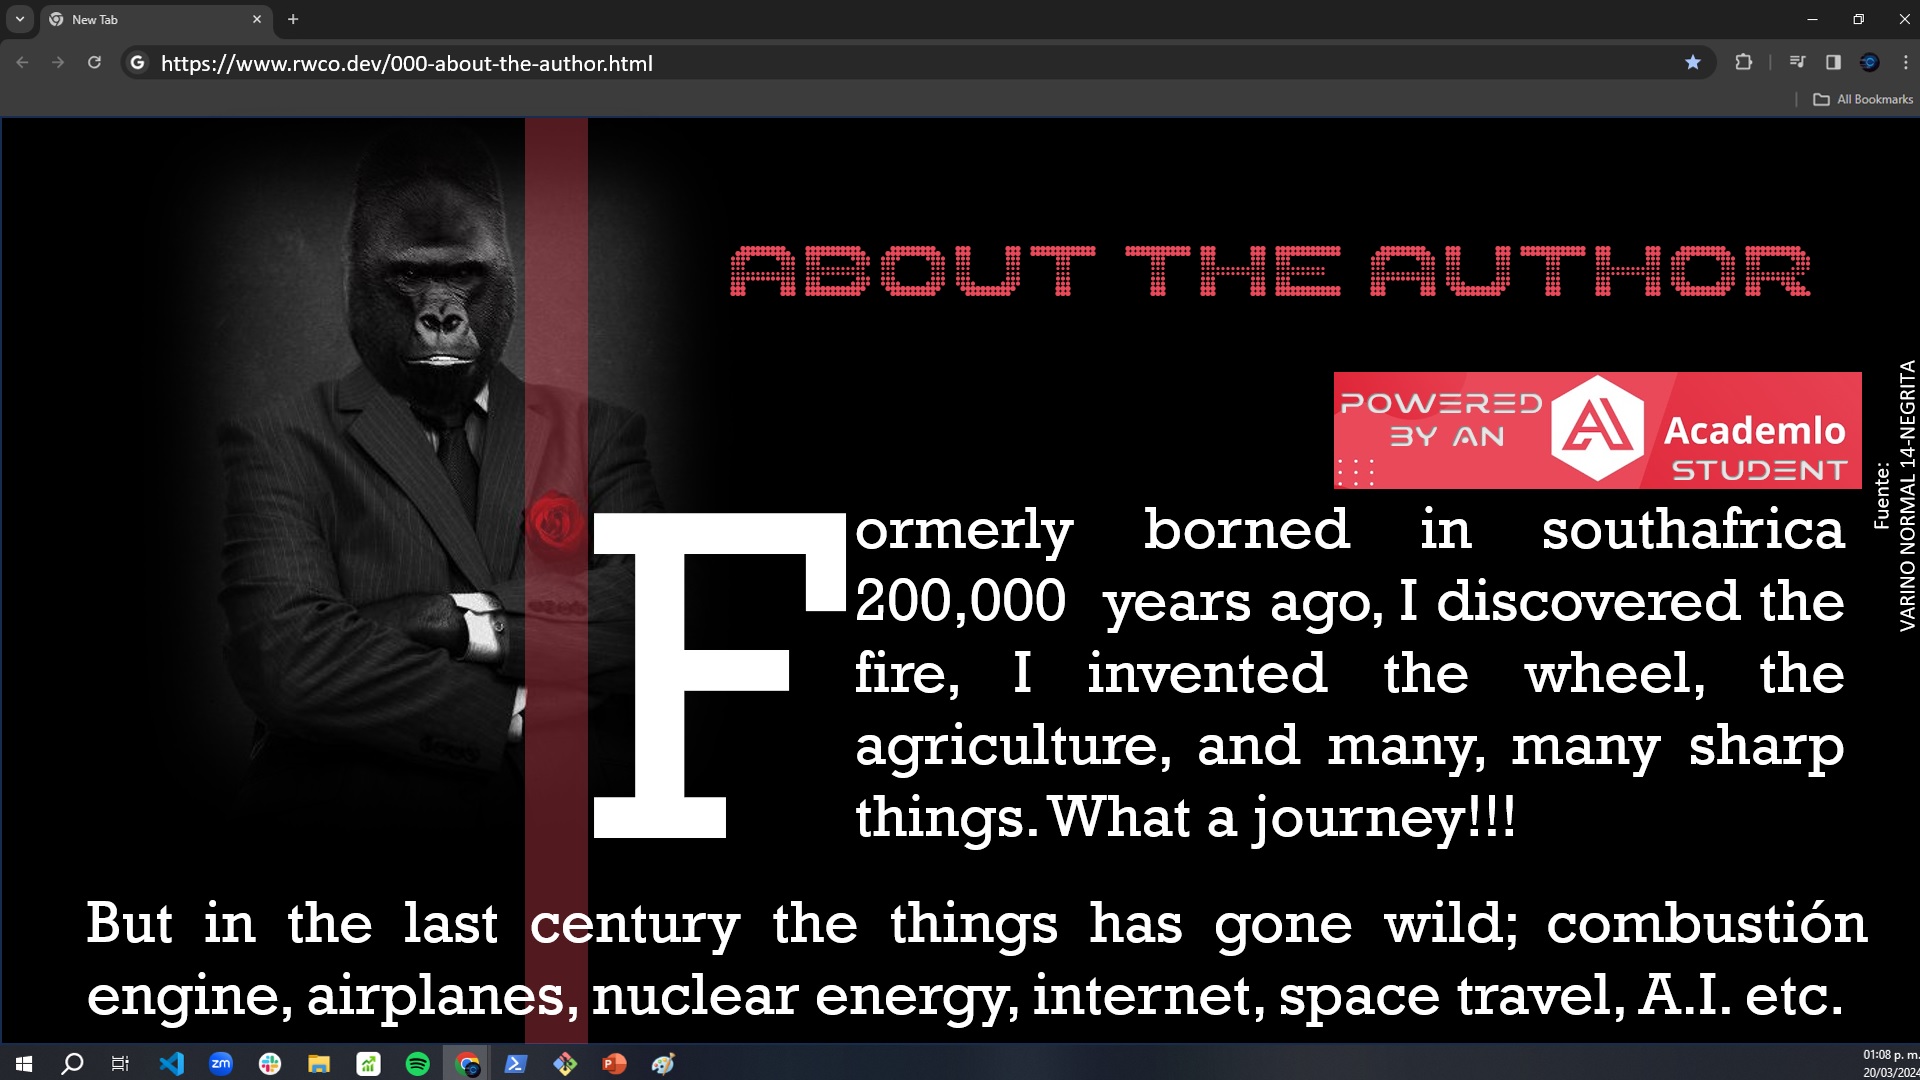 New Tab
https://www.rwco.dev/000-about-the-author.html
All Bookmarks
ABOUT THE AUTHOR
POWERED
BY AN
Academlo
STUDENT
Fuente:
VARINO NORMAL 14-NEGRITA
Formerly borned in southafrica
200,000 years ago, I discovered the
fire, I invented the wheel, the
agriculture, and many, many sharp
things. What a journey!!!
But in the last century the things has gone wild; combustión
engine, airplanes, nuclear energy, internet, space travel, A.I. etc.
zm
01:08 p. m.
20/03/2024